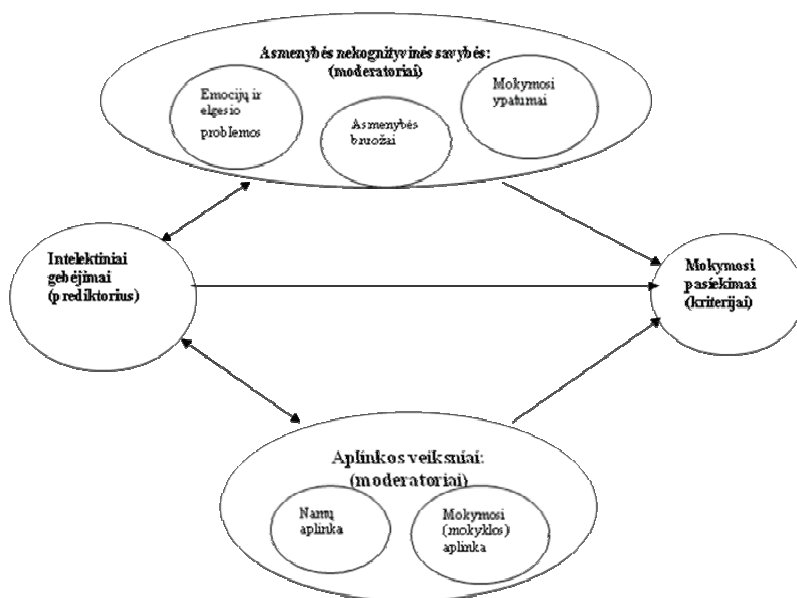 Asmenybės nekognityvinės savybės:
(moderatoriai)
Emocijų ir
elgesio
problemos
Asmenybės
bruožai
Mokymosi
ypatumai
Intelektiniai
gebėjimai
(prediktorius)
Mokymosi
pasiekimai
(kriterijai)
Aplinkos veiksniai:
(moderatoriai)
Namų
aplinka
Mokymosi
(mokyklos)
aplinka